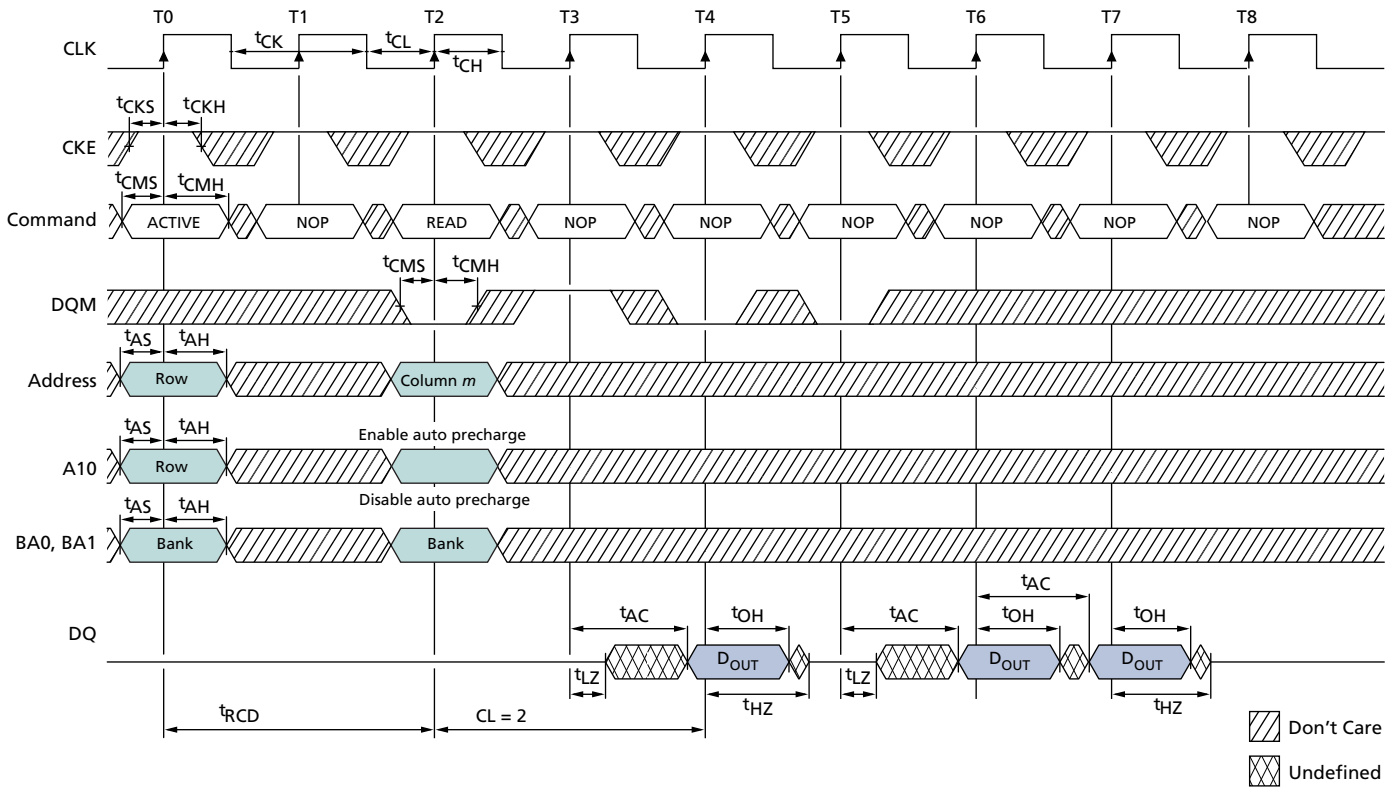 T0 T1 T2 T3 T4 T5 T6 T7 T8
CLK
tCK tCL
tCH
tCKS tCKH
CKE
tCMS tCMH
Command ACTIVE NOP READ NOP NOP NOP NOP NOP NOP
tCMS tCMH
DQM
tAS tAH
Address Row Column m
tAS tAH Enable auto precharge
A10 Row
tAS tAH Disable auto precharge
BA0, BA1 Bank Bank
tAC
tAC tOH tAC tOH tOH
DQ
DOUT DOUT DOUT
tLZ tLZ
tHZ tHZ
tRCD CL = 2
Don't Care
Undefined